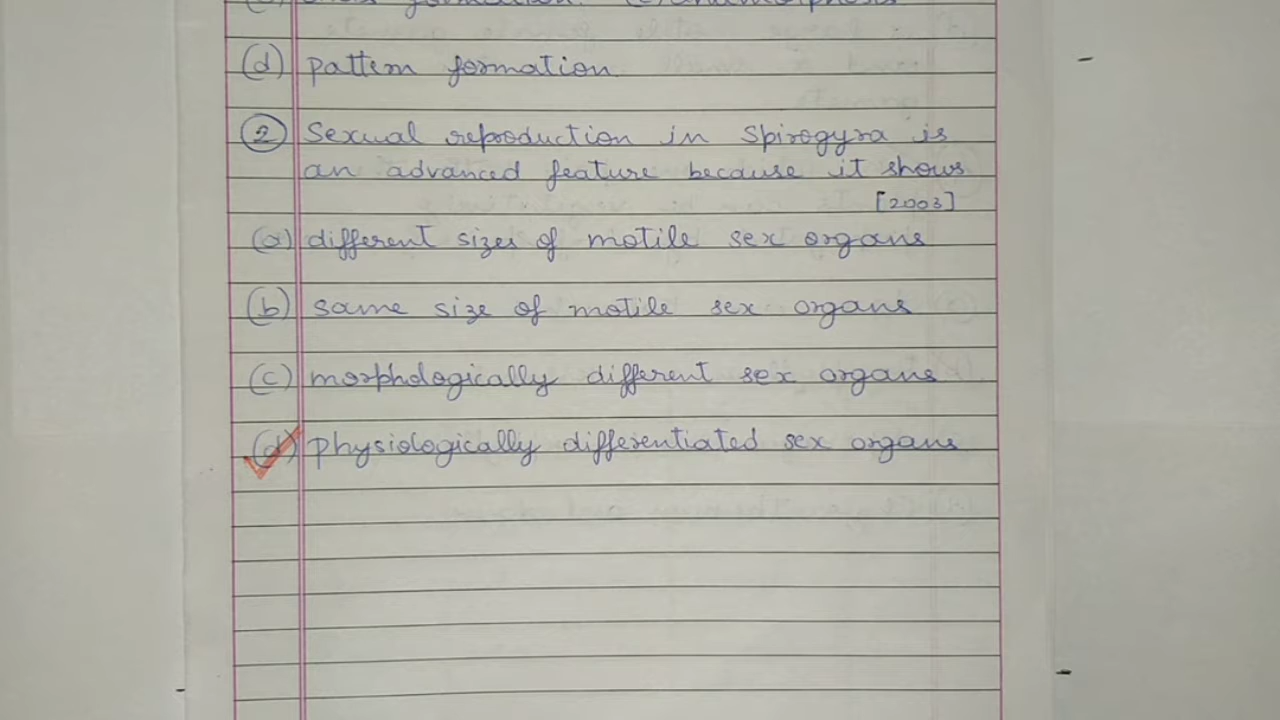 formation
(d) pattern formation
(2) Sexual reproduction in Spirogyra is
an advanced feature because it shows
[2003]
(a) different sizes of motile sex organs
(b) same size of motile sex organs
(c) morphologically different sex organs
(d) physiologically differentiated sex organs